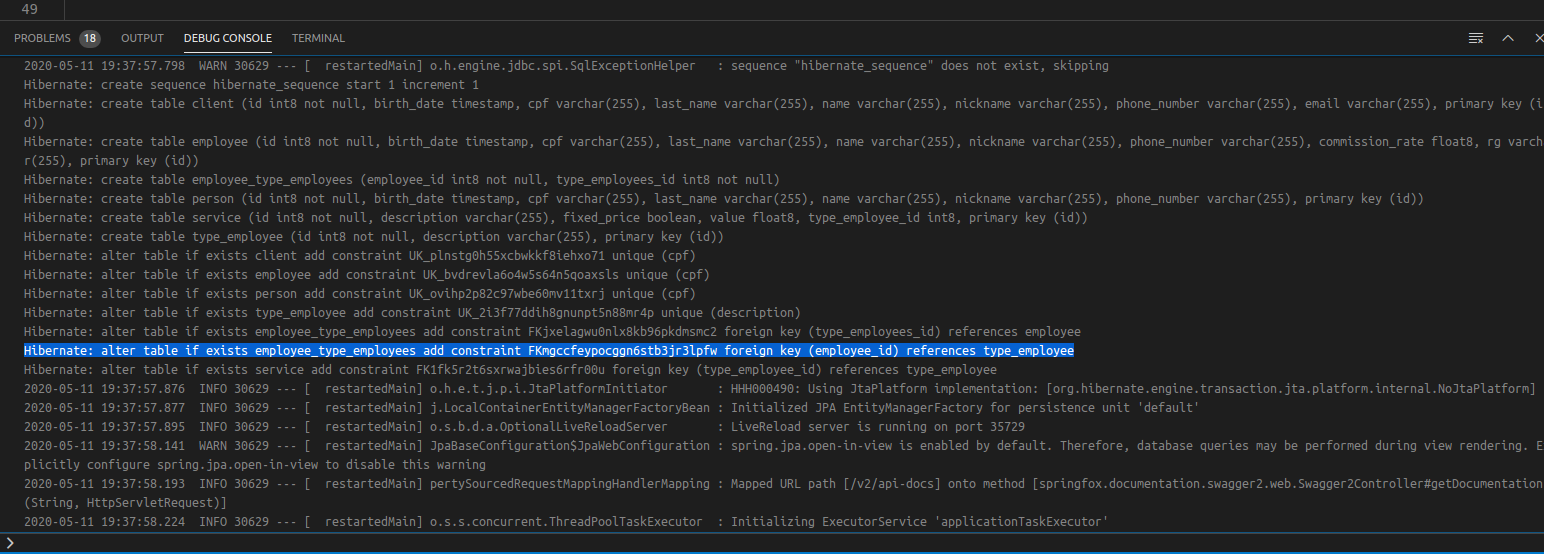 49
PROBLEMS 18 OUTPUT DEBUG CONSOLE TERMINAL
2020-05-11 19:37:57.798  WARN 30629 --- [  restartedMain] o.h.engine.jdbc.spi.SqlExceptionHelper   : sequence "hibernate_sequence" does not exist, skipping
Hibernate: create sequence hibernate_sequence start 1 increment 1
Hibernate: create table client (id int8 not null, birth_date timestamp, cpf varchar(255), last_name varchar(255), name varchar(255), nickname varchar(255), phone_number varchar(255), email varchar(255), primary key (i
d))
Hibernate: create table employee (id int8 not null, birth_date timestamp, cpf varchar(255), last_name varchar(255), name varchar(255), nickname varchar(255), phone_number varchar(255), commission_rate float8, rg varch
r(255), primary key (id))
Hibernate: create table employee_type_employees (employee_id int8 not null, type_employees_id int8 not null)
Hibernate: create table person (id int8 not null, birth_date timestamp, cpf varchar(255), last_name varchar(255), name varchar(255), nickname varchar(255), phone_number varchar(255), primary key (id))
Hibernate: create table service (id int8 not null, description varchar(255), fixed_price boolean, value float8, type_employee_id int8, primary key (id))
Hibernate: create table type_employee (id int8 not null, description varchar(255), primary key (id))
Hibernate: alter table if exists client add constraint UK_plnstg0h55xcbwkkf8iehxo71 unique (cpf)
Hibernate: alter table if exists employee add constraint UK_bvdrevla6o4w5s64n5qoaxsls unique (cpf)
Hibernate: alter table if exists person add constraint UK_ovihp2p82c97wbe60mv11txrj unique (cpf)
Hibernate: alter table if exists type_employee add constraint UK_2i3f77ddih8gnunpt5n88mr4p unique (description)
Hibernate: alter table if exists employee_type_employees add constraint FKjxelagwu0nlx8kb96pkdmsmc2 foreign key (type_employees_id) references employee
Hibernate: alter table if exists employee_type_employees add constraint FKmgccfeypocggn6stb3jr3lpfw foreign key (employee_id) references type_employee
Hibernate: alter table if exists service add constraint FK1fk5r2t6sxrwajbies6rfr00u foreign key (type_employee_id) references type_employee
2020-05-11 19:37:57.876  INFO 30629 --- [  restartedMain] o.h.e.t.j.p.i.JtaPlatformInitiator       : HHH000490: Using JtaPlatform implementation: [org.hibernate.engine.transaction.jta.platform.internal.NoJtaPlatform]
2020-05-11 19:37:57.877  INFO 30629 --- [  restartedMain] j.LocalContainerEntityManagerFactoryBean : Initialized JPA EntityManagerFactory for persistence unit 'default'
2020-05-11 19:37:57.895  INFO 30629 --- [  restartedMain] o.s.b.d.a.OptionalLiveReloadServer       : LiveReload server is running on port 35729
2020-05-11 19:37:58.141  WARN 30629 --- [  restartedMain] JpaBaseConfiguration$JpaWebConfiguration : spring.jpa.open-in-view is enabled by default. Therefore, database queries may be performed during view rendering. E
plicitly configure spring.jpa.open-in-view to disable this warning
2020-05-11 19:37:58.193  INFO 30629 --- [  restartedMain] pertySourcedRequestMappingHandlerMapping : Mapped URL path [/v2/api-docs] onto method [springfox.documentation.swagger2.web.Swagger2Controller#getDocumentation
(String, HttpServletRequest)]
2020-05-11 19:37:58.224  INFO 30629 --- [  restartedMain] o.s.s.concurrent.ThreadPoolTaskExecutor  : Initializing ExecutorService 'applicationTaskExecutor'